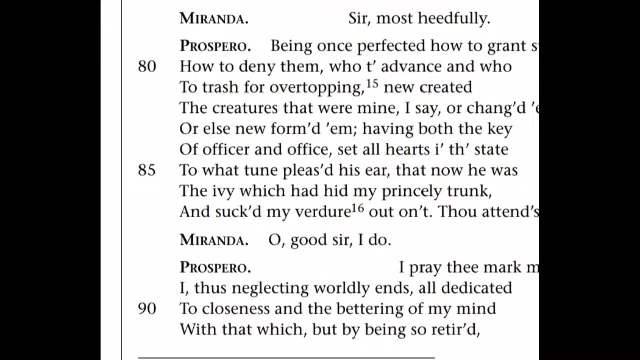 MIRANDA. Sir, most heedfully.
PROSPERO. Being once perfected how to grant
80 How to deny them, who t’ advance and who
To trash for overtopping,15 new created
The creatures that were mine, I say, or chang’d
Or else new form’d ’em; having both the key
Of officer and office, set all hearts i’ th’ state
85 To what tune pleas’d his ear, that now he was
The ivy which had hid my princely trunk,
And suck’d my verdure16 out on’t. Thou attend’s
MIRANDA. O, good sir, I do.
PROSPERO. I pray thee mark
I, thus neglecting worldly ends, all dedicated
90 To closeness and the bettering of my mind
With that which, but by being so retir’d,